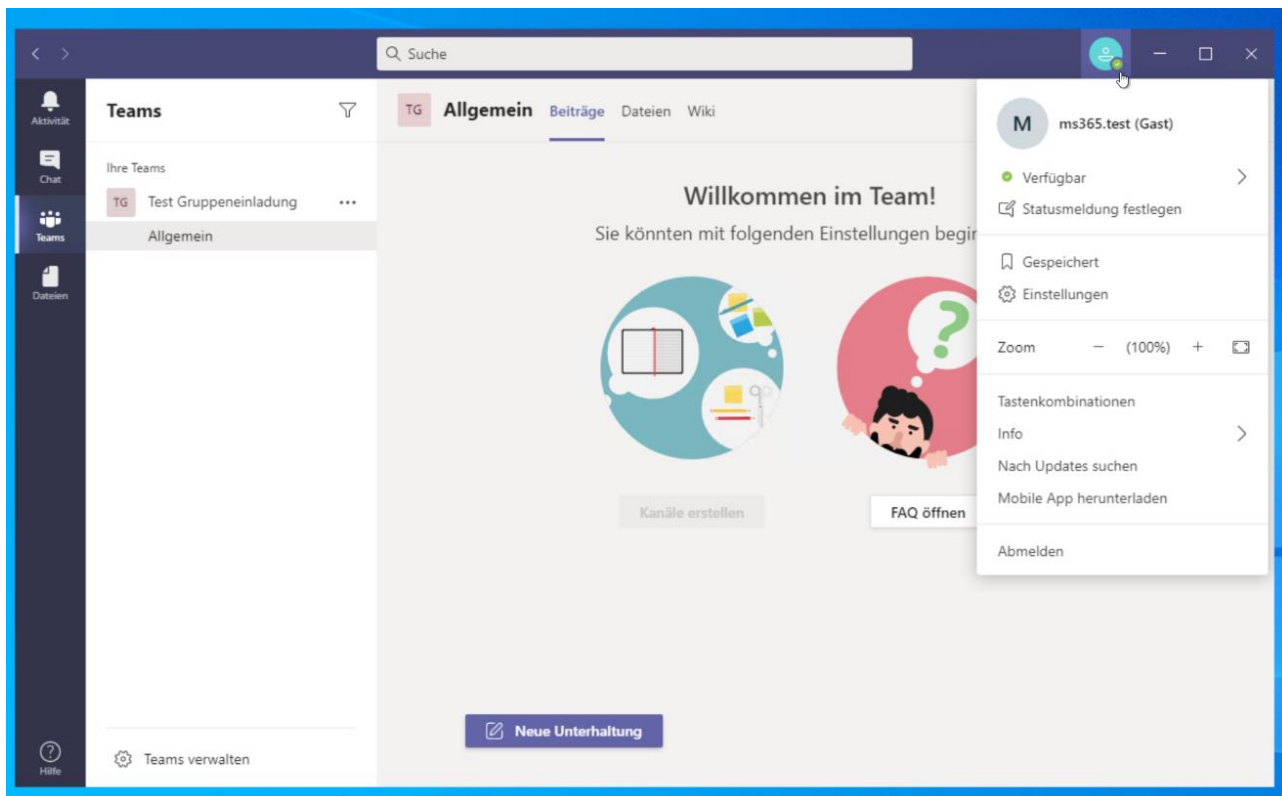 Suche
Aktivität
Chat
Teams
Dateien
Hilfe
Teams
Ihre Teams
TG Test Gruppeneinladung ...
Allgemein
Teams verwalten
TG Allgemein Beiträge Dateien Wiki
Willkommen im Team!
Sie könnten mit folgenden Einstellungen
Kanäle erstellen
FAQ öffnen
Neue Unterhaltung
M ms365.test (Gast)
Verfügbar
Statusmeldung festlegen
Gespeichert
Einstellungen
Zoom − (100%) +
Tastenkombinationen
Info
Nach Updates suchen
Mobile App herunterladen
Abmelden